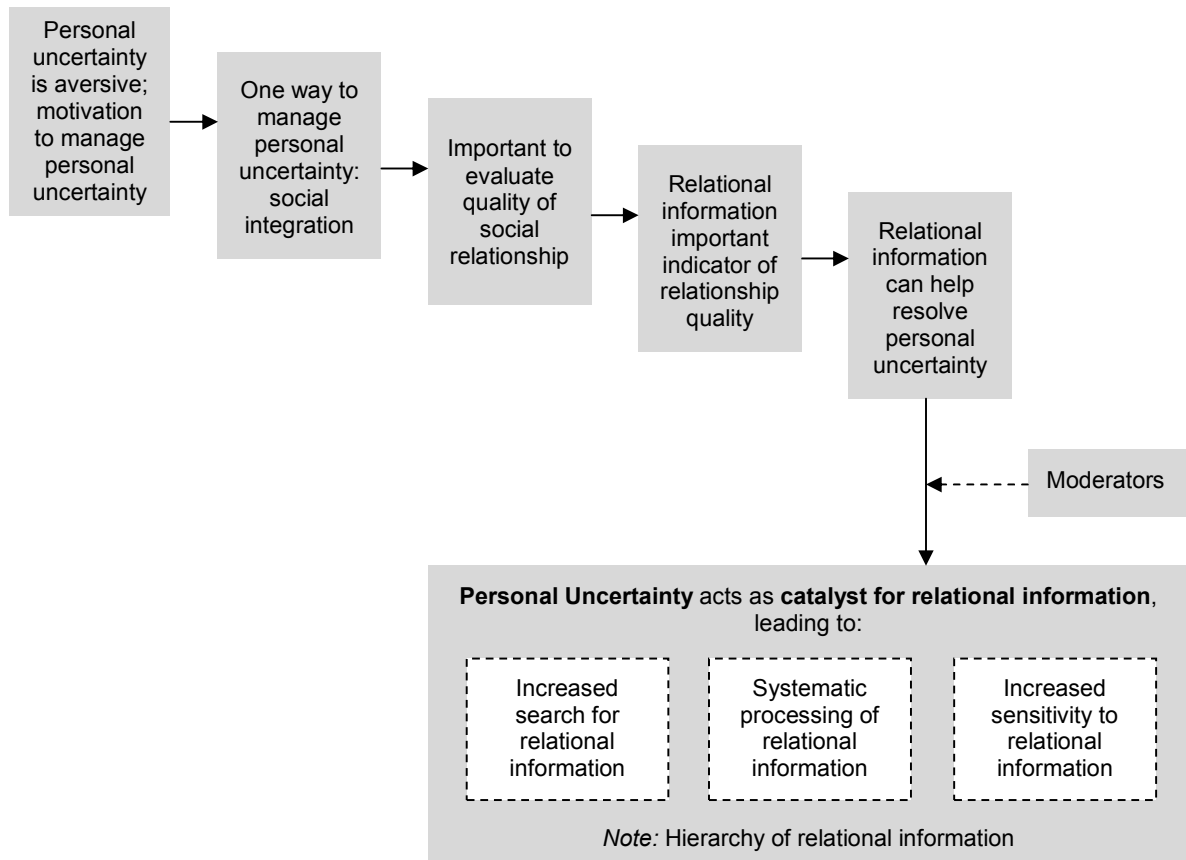 Personal
uncertainty
is aversive;
motivation
to manage
personal
uncertainty
One way to
manage
personal
uncertainty:
social
integration
Important to
evaluate
quality of
social
relationship
Relational
information
important
indicator of
relationship
quality
Relational
information
can help
resolve
personal
uncertainty
Moderators
Personal Uncertainty acts as catalyst for relational information,
leading to:
Increased
search for
relational
information
Systematic
processing of
relational
information
Increased
sensitivity to
relational
information
Note: Hierarchy of relational information